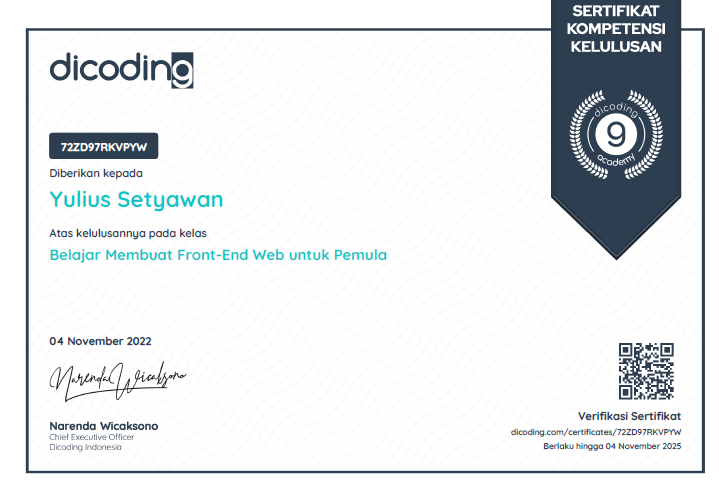 SERTIFIKAT
KOMPETENSI
KELULUSAN
dicoding
dicoding
academy
72ZD97RKVPYW
Diberikan kepada
Yulius Setyawan
Atas kelulusannya pada kelas
Belajar Membuat Front-End Web untuk Pemula
04 November 2022
Narenda Wicaksono
Narenda Wicaksono
Chief Executive Officer
Dicoding Indonesia
Verifikasi Sertifikat
dicoding.com/certificates/72ZD97RKVPYW
Berlaku hingga 04 November 2025